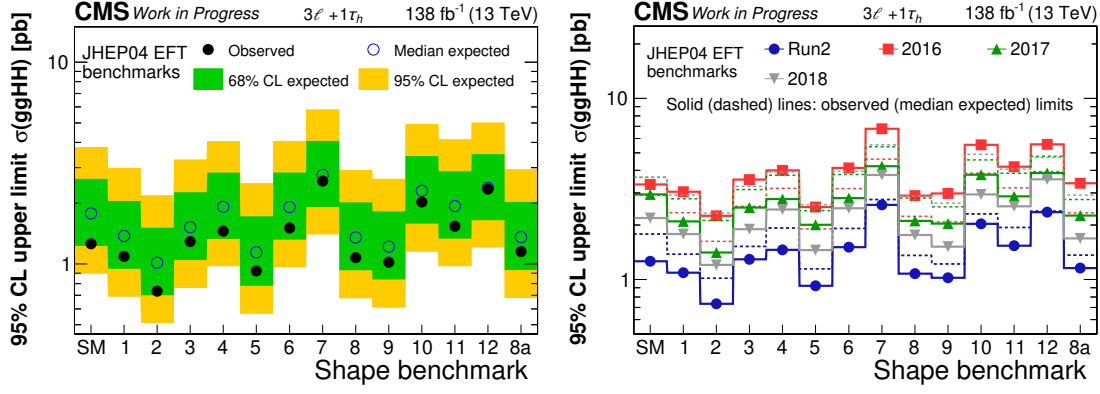 CMS Work in Progress 3ℓ +1τh 138 fb-1 (13 TeV)
95% CL upper limit σ(ggHH) [pb]
JHEP04 EFT
benchmarks
Observed
Median expected
68% CL expected
95% CL expected
10
1
SM 1 2 3 4 5 6 7 8 9 10 11 12 8a
Shape benchmark
CMS Work in Progress 3ℓ +1τh 138 fb-1 (13 TeV)
95% CL upper limit σ(ggHH) [pb]
JHEP04 EFT
benchmarks
Run2
2016
2017
2018
Solid (dashed) lines: observed (median expected) limits
10
1
SM 1 2 3 4 5 6 7 8 9 10 11 12 8a
Shape benchmark